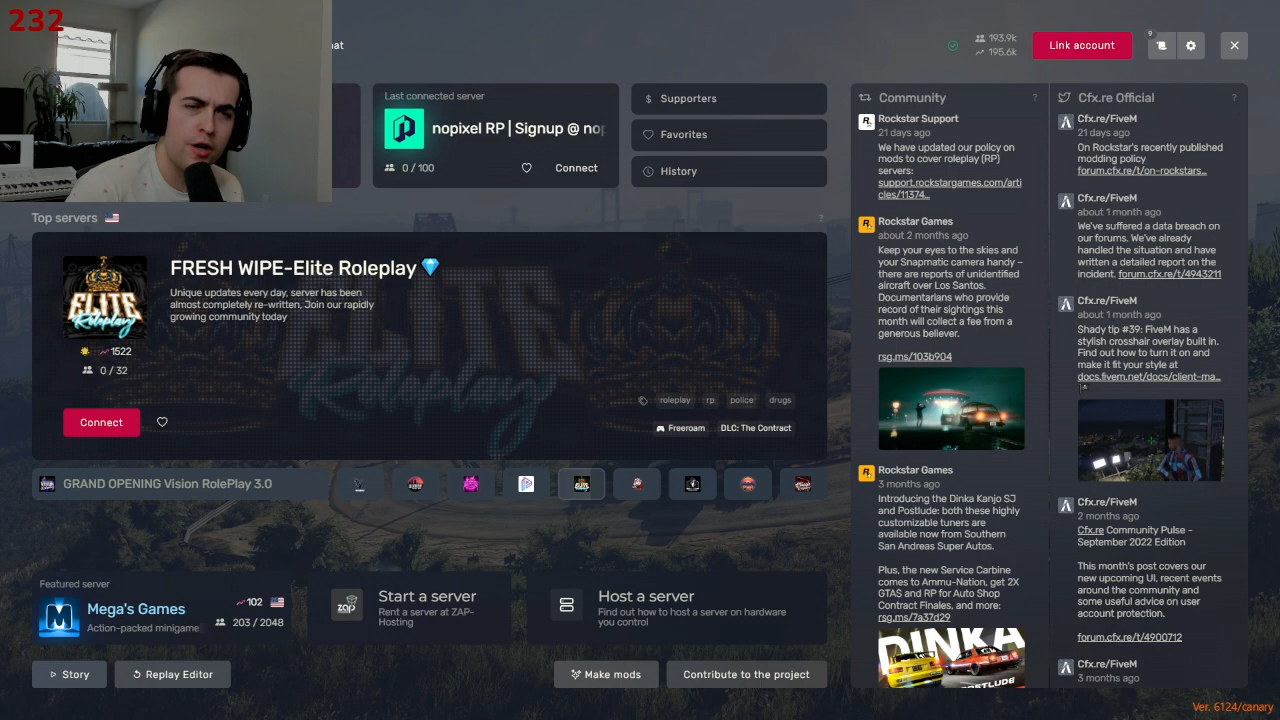 232
hat
193.9k
195.6k
Link account
9
Last connected server
nopixel RP | Signup @ nop
0 / 100
Connect
$ Supporters
Favorites
History
Top servers
?
FRESH WIPE-Elite Roleplay
Unique updates every day, server has been
almost completely re-written, Join our rapidly
growing community today
ELITE
Roleplay
ELITE
Roleplay
1522
0 / 32
Connect
roleplay rp police drugs
Freeroam DLC: The Contract
GRAND OPENING Vision RolePlay 3.0
Featured server
Mega's Games
Action-packed minigame
102
203 / 2048
zap
Start a server
Rent a server at ZAP-
Hosting
Host a server
Find out how to host a server on hardware
you control
Story
Replay Editor
Make mods
Contribute to the project
Community
?
Rockstar Support
21 days ago
We have updated our policy on
mods to cover roleplay (RP)
servers:
support.rockstargames.com/arti
cles/11374…
Rockstar Games
about 2 months ago
Keep your eyes to the skies and
your Snapmatic camera handy –
there are reports of unidentified
aircraft over Los Santos.
Documentarians who provide
record of their sightings this
month will collect a fee from a
generous believer.
rsg.ms/103b904
Rockstar Games
3 months ago
Introducing the Dinka Kanjo SJ
and Postlude: both these highly
customizable tuners are
available now from Southern
San Andreas Super Autos.
Plus, the new Service Carbine
comes to Ammu-Nation, get 2X
GTA$ and RP for Auto Shop
Contract Finales, and more:
rsg.ms/7a37d29
DINKA
POSTLUDE
Cfx.re Official
?
Cfx.re/FiveM
21 days ago
On Rockstar's recently published
modding policy
forum.cfx.re/t/on-rockstars…
Cfx.re/FiveM
about 1 month ago
We've suffered a data breach on
our forums. We've already
handled the situation and have
written a detailed report on the
incident. forum.cfx.re/t/4943211
Cfx.re/FiveM
about 1 month ago
Shady tip #39: FiveM has a
stylish crosshair overlay built in.
Find out how to turn it on and
make it fit your style at
docs.fivem.net/docs/client-ma…
Cfx.re/FiveM
2 months ago
Cfx.re Community Pulse –
September 2022 Edition
This month's post covers our
new upcoming UI, recent events
around the community and
some useful advice on user
account protection.
forum.cfx.re/t/4900712
Cfx.re/FiveM
3 months ago
Ver. 6124/canary